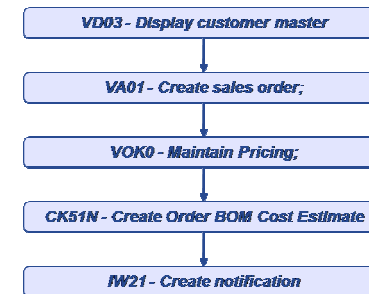 VD03 - Display customer master
VA01 - Create sales order;
VOK0 - Maintain Pricing;
CK51N - Create Order BOM Cost Estimate
IW21 - Create notification